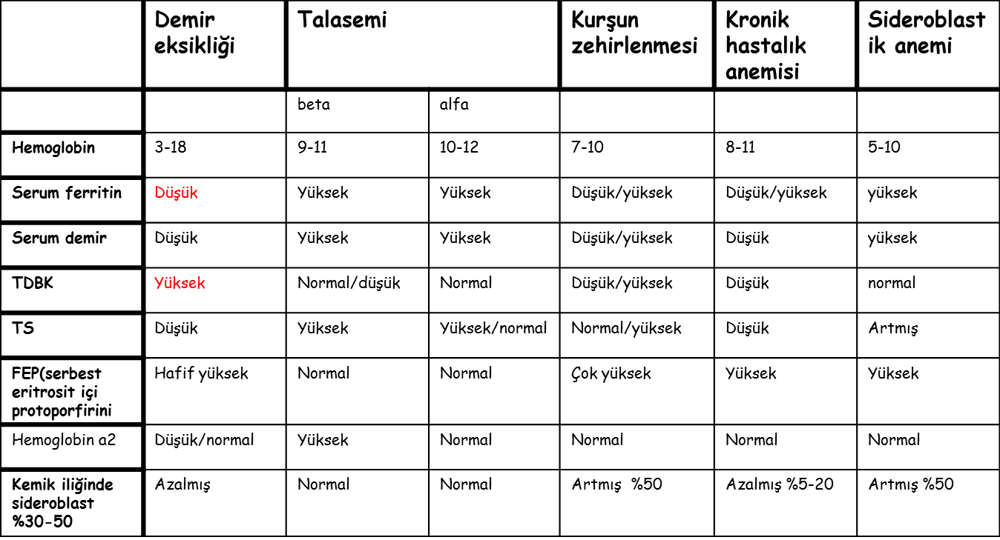 Demir eksikliği Talasemi Kurşun zehirlenmesi Kronik hastalık anemisi Sideroblast ik anemi
beta alfa
Hemoglobin 3-18 9-11 10-12 7-10 8-11 5-10
Serum ferritin Düşük Yüksek Yüksek Düşük/yüksek Düşük/yüksek yüksek
Serum demir Düşük Yüksek Yüksek Düşük/yüksek Düşük yüksek
TDBK Yüksek Normal/düşük Normal Düşük/yüksek Düşük normal
TS Düşük Yüksek Yüksek/normal Normal/yüksek Düşük Artmış
FEP(serbest eritrosit içi protoporfirini Hafif yüksek Normal Normal Çok yüksek Yüksek Yüksek
Hemoglobin a2 Düşük/normal Yüksek Normal Normal Normal Normal
Kemik iliğinde sideroblast %30-50 Azalmış Normal Normal Artmış %50 Azalmış %5-20 Artmış %50